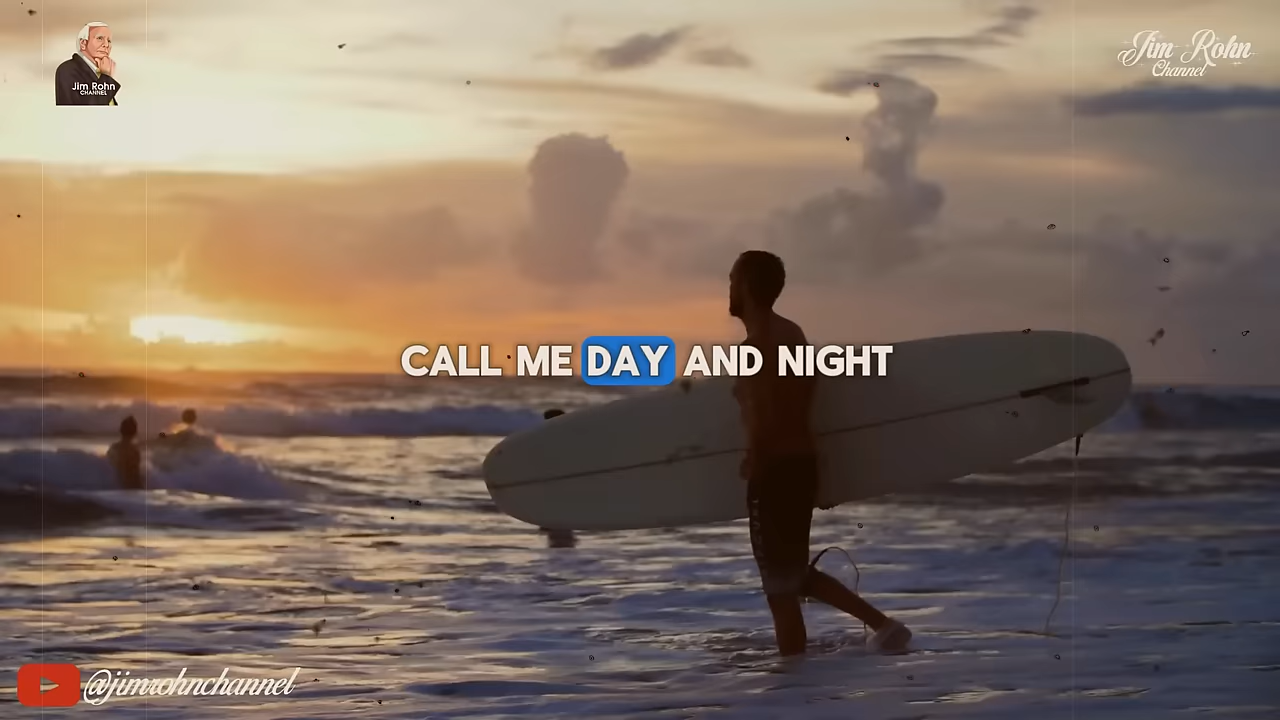 Jim Rohn
CHANNEL
Jim Rohn
Channel
CALL ME DAY AND NIGHT
@jimrohnchannel